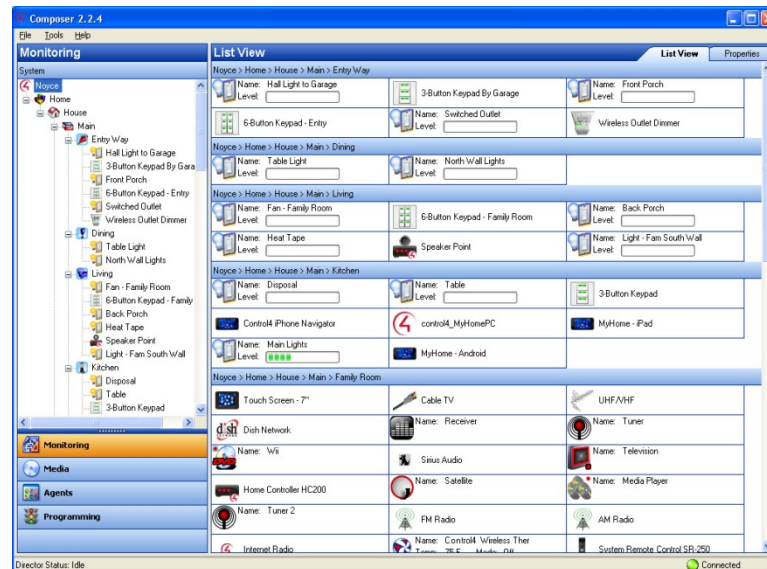 Composer 2.2.4
File Tools Help
Monitoring
System
Noyce
Home
House
Main
Entry Way
Hall Light to Garage
3-Button Keypad By Gara
Front Porch
6-Button Keypad - Entry
Switched Outlet
Wireless Outlet Dimmer
Dining
Table Light
North Wall Lights
Living
Fan - Family Room
6-Button Keypad - Family
Back Porch
Heat Tape
Speaker Point
Light - Fam South Wall
Kitchen
Disposal
Table
3-Button Keypad
Monitoring
Media
Agents
Programming
List View
List View Properties
Noyce > Home > House > Main > Entry Way
Name: Hall Light to Garage
Level:
3-Button Keypad By Garage
Name: Front Porch
Level:
6-Button Keypad - Entry
Name: Switched Outlet
Level:
Wireless Outlet Dimmer
Noyce > Home > House > Main > Dining
Name: Table Light
Level:
Name: North Wall Lights
Level:
Noyce > Home > House > Main > Living
Name: Fan - Family Room
Level:
6-Button Keypad - Family Room
Name: Back Porch
Level:
Name: Heat Tape
Level:
Speaker Point
Name: Light - Fam South Wall
Level:
Noyce > Home > House > Main > Kitchen
Name: Disposal
Level:
Name: Table
Level:
3-Button Keypad
Control4 iPhone Navigator
control4_MyHomePC
MyHome - iPad
Name: Main Lights
Level:
MyHome - Android
Noyce > Home > House > Main > Family Room
Touch Screen - 7"
Cable TV
UHF/VHF
dish Dish Network
Name: Receiver
Name: Tuner
Name: Wii
Sirius Audio
Name: Television
Home Controller HC200
Name: Satellite
Name: Media Player
Name: Tuner 2
FM Radio
AM Radio
Internet Radio
Name: Control4 Wireless Ther
Temp: 75 F Mode: Off
System Remote Control SR-250
Director Status: Idle
Connected